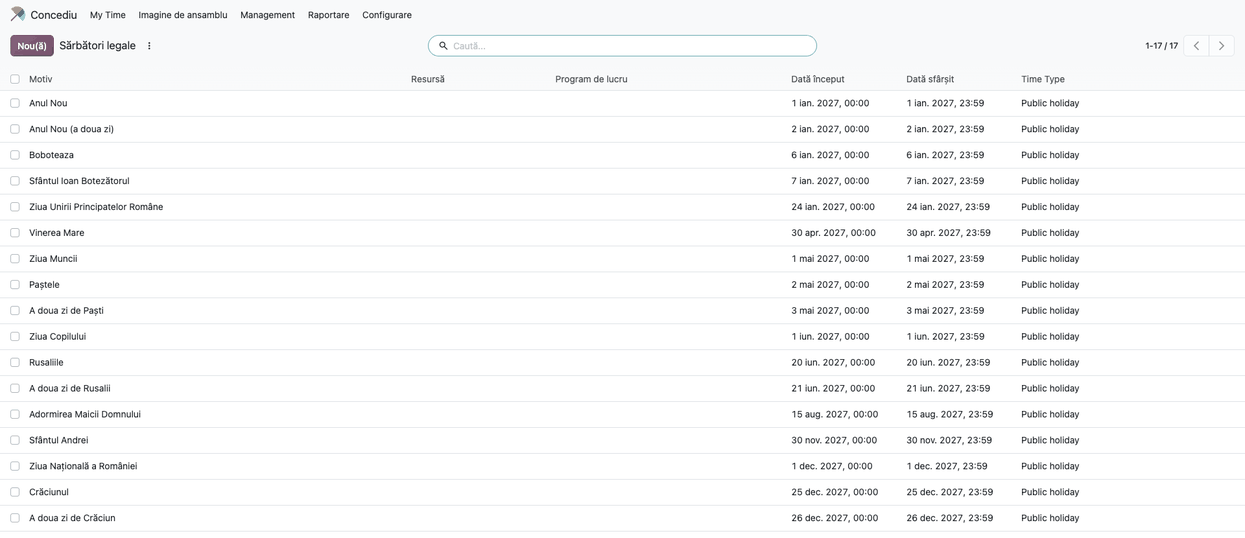 Concediu My Time Imagine de ansamblu Management Raportare Configurare
Nou(ă) Sărbători legale Caută... 1-17 / 17
Motiv Resursă Program de lucru Dată început Dată sfârșit Time Type
Anul Nou 1 ian. 2027, 00:00 1 ian. 2027, 23:59 Public holiday
Anul Nou (a doua zi) 2 ian. 2027, 00:00 2 ian. 2027, 23:59 Public holiday
Boboteaza 6 ian. 2027, 00:00 6 ian. 2027, 23:59 Public holiday
Sfântul Ioan Botezătorul 7 ian. 2027, 00:00 7 ian. 2027, 23:59 Public holiday
Ziua Unirii Principatelor Române 24 ian. 2027, 00:00 24 ian. 2027, 23:59 Public holiday
Vinerea Mare 30 apr. 2027, 00:00 30 apr. 2027, 23:59 Public holiday
Ziua Muncii 1 mai 2027, 00:00 1 mai 2027, 23:59 Public holiday
Paștele 2 mai 2027, 00:00 2 mai 2027, 23:59 Public holiday
A doua zi de Paști 3 mai 2027, 00:00 3 mai 2027, 23:59 Public holiday
Ziua Copilului 1 iun. 2027, 00:00 1 iun. 2027, 23:59 Public holiday
Rusaliile 20 iun. 2027, 00:00 20 iun. 2027, 23:59 Public holiday
A doua zi de Rusalii 21 iun. 2027, 00:00 21 iun. 2027, 23:59 Public holiday
Adormirea Maicii Domnului 15 aug. 2027, 00:00 15 aug. 2027, 23:59 Public holiday
Sfântul Andrei 30 nov. 2027, 00:00 30 nov. 2027, 23:59 Public holiday
Ziua Națională a României 1 dec. 2027, 00:00 1 dec. 2027, 23:59 Public holiday
Crăciunul 25 dec. 2027, 00:00 25 dec. 2027, 23:59 Public holiday
A doua zi de Crăciun 26 dec. 2027, 00:00 26 dec. 2027, 23:59 Public holiday